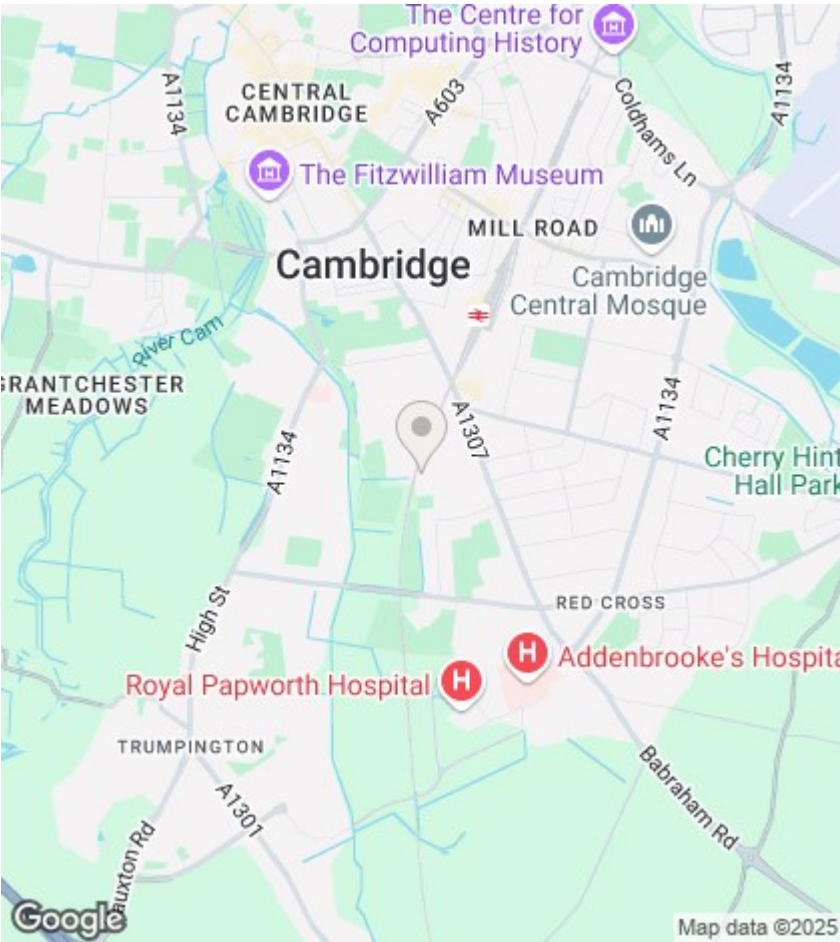 The Centre for
Computing History
A1134
CENTRAL
CAMBRIDGE
A603
Coldhams Ln
A1134
The Fitzwilliam Museum
MILL ROAD
Cambridge
Cambridge
Central Mosque
River Cam
GRANTCHESTER
MEADOWS
A1134
A1307
A1134
Cherry Hint
Hall Park
High St
RED CROSS
H
Addenbrooke's Hospita
Royal Papworth Hospital
H
TRUMPINGTON
A1301
Babraham Rd
auxton Rd
Google
Map data ©2025